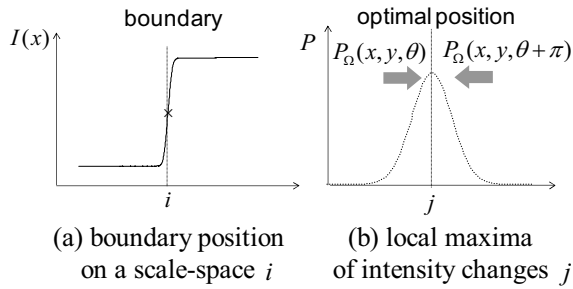 boundary
I(x)
i
(a) boundary position
on a scale-space i
optimal position
P
P_Ω(x, y, θ)
P_Ω(x, y, θ + π)
j
(b) local maxima
of intensity changes j